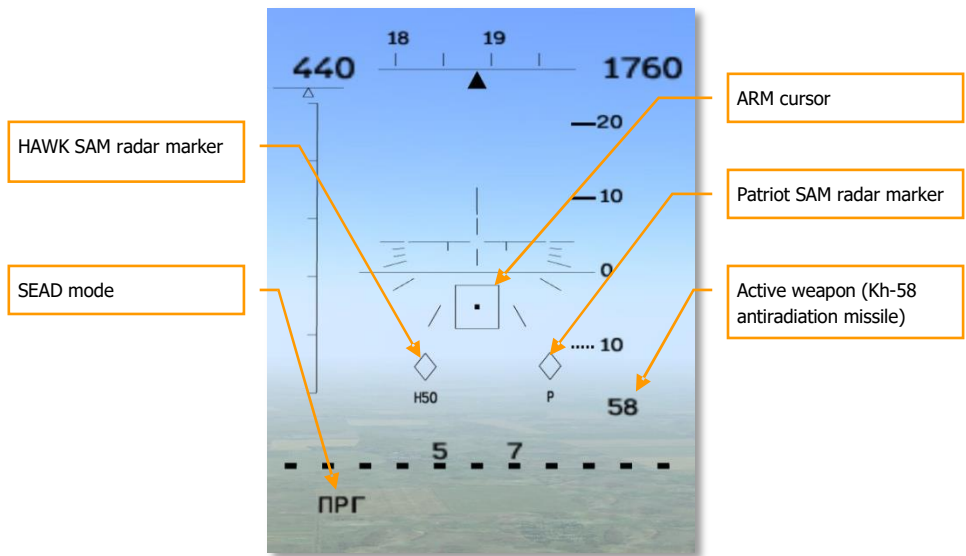 18 19
440
1760
ARM cursor
20
HAWK SAM radar marker
10
Patriot SAM radar marker
0
SEAD mode
Active weapon (Kh-58
antiradiation missile)
10
H50
P
58
5 7
ПРГ